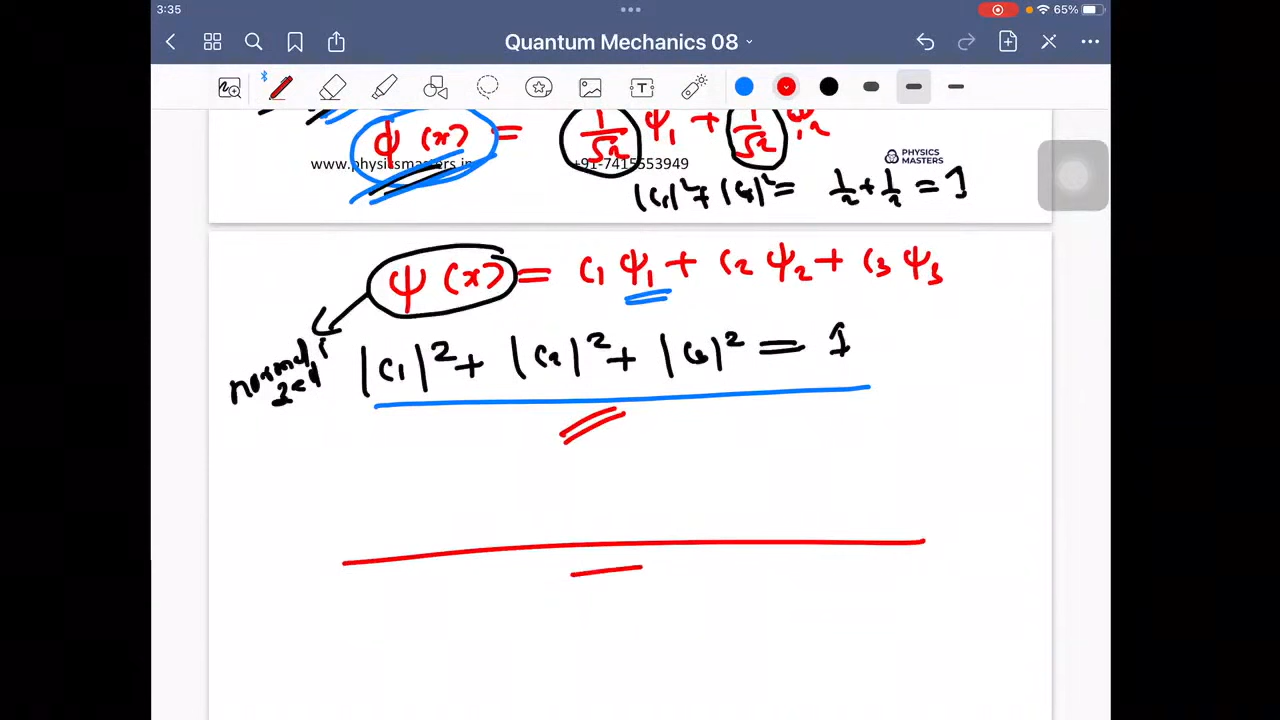 3:35
65%
Quantum Mechanics 08
T
ψ(x) = 1/√2 ψ1 + 1/√2 ψ2
www.physicsmasters.in +91-7415553949
PHYSICS
MASTERS
|c1|² + |c2|² = 1/2 + 1/2 = 1
ψ(x) = c1 ψ1 + c2 ψ2 + c3 ψ3
|c1|² + |c2|² + |c3|² = 1